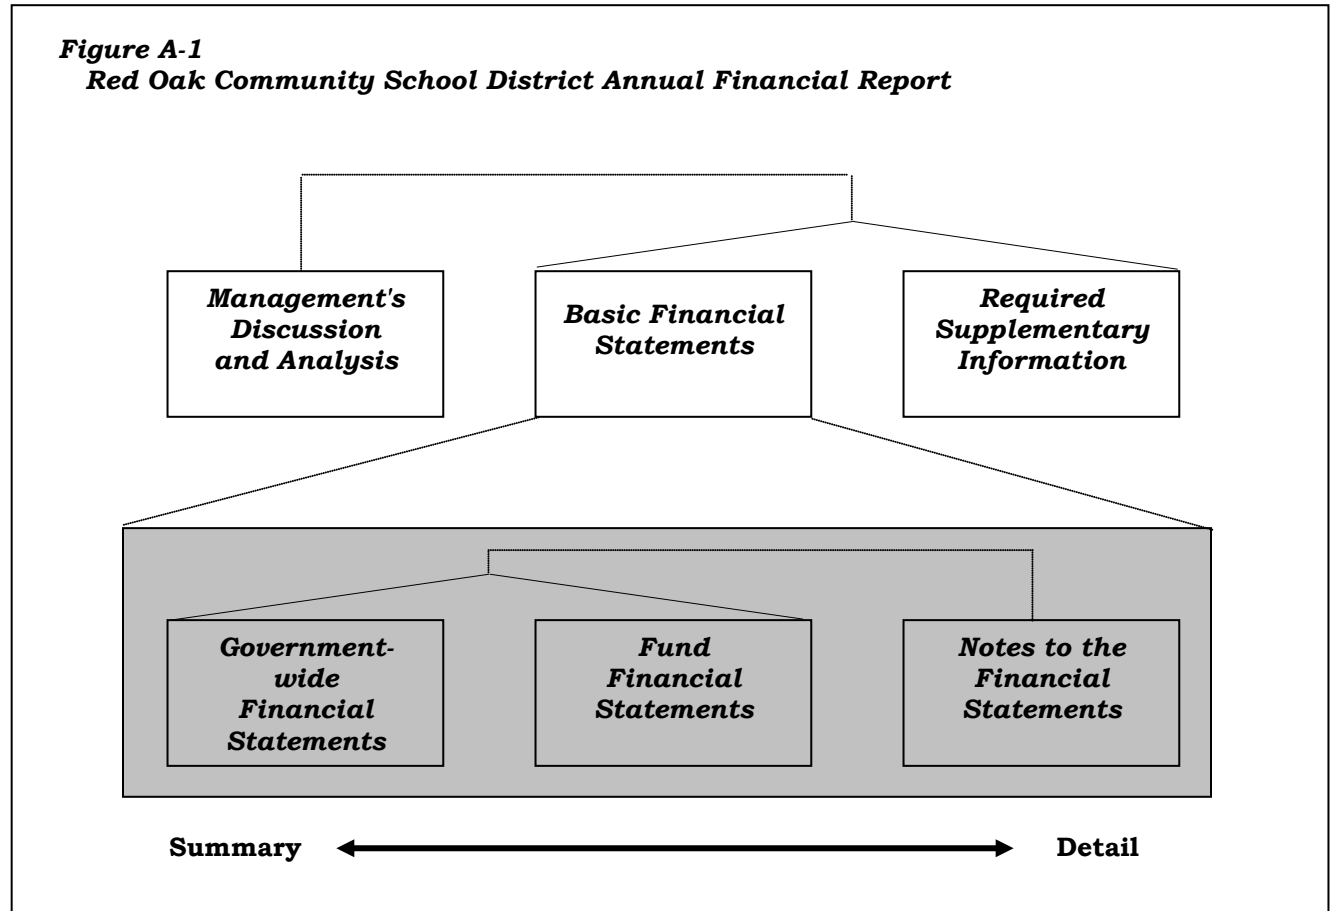 Figure A-1
Red Oak Community School District Annual Financial Report
Management's
Discussion
and Analysis
Basic Financial
Statements
Required
Supplementary
Information
Government-
wide
Financial
Statements
Fund
Financial
Statements
Notes to the
Financial
Statements
Summary
Detail